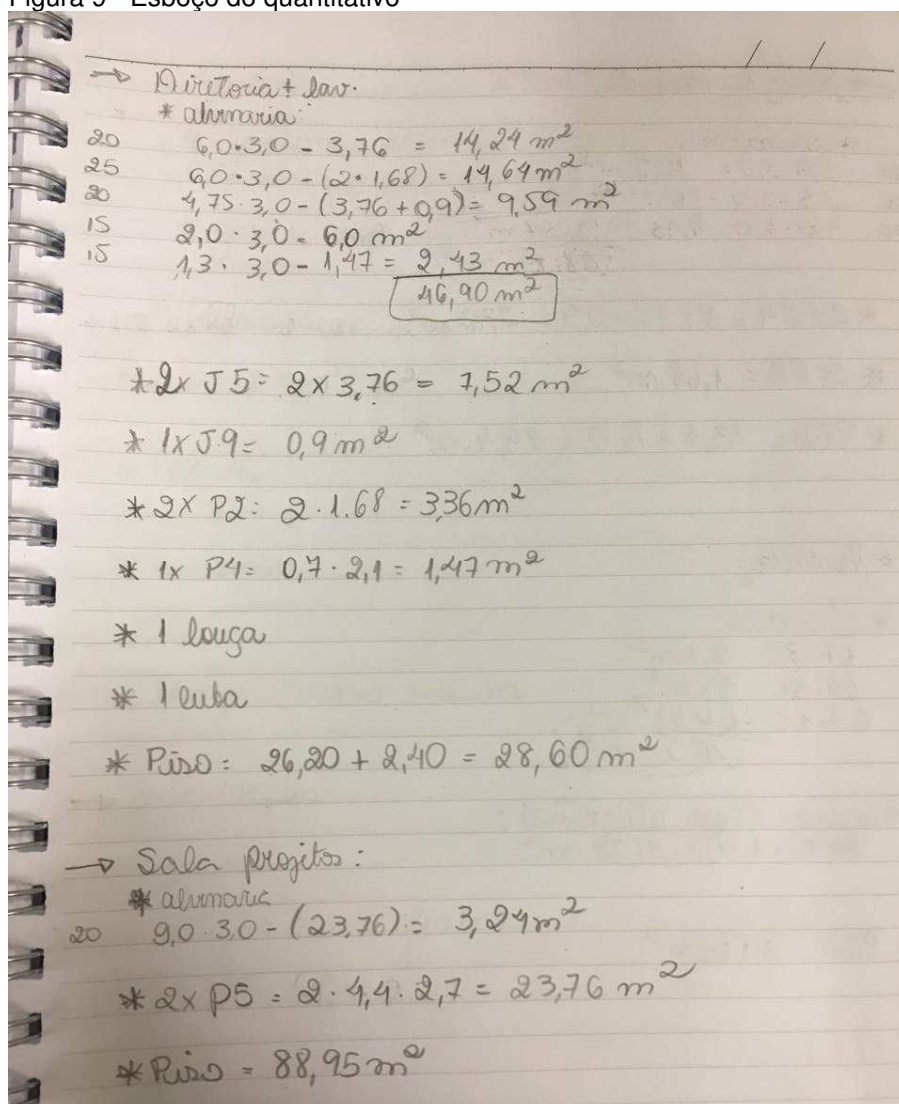 Figura 9 - Esboço do quantitativo
/ /
→ Diretoria + lav.
* alvenaria:
20 6,0·3,0 - 3,76 = 14,24 m²
25 6,0·3,0 - (2·1,68) = 14,64 m²
20 4,75·3,0 - (3,76 + 0,9) = 9,59 m²
15 2,0·3,0 = 6,0 m²
15 1,3·3,0 - 1,47 = 2,43 m²
46,90 m²
* 2x J5 = 2 x 3,76 = 7,52 m²
* 1x J9 = 0,9 m²
* 2x P2: 2·1.68 = 3,36 m²
* 1x P4 = 0,7·2,1 = 1,47 m²
* 1 louça
* 1 cuba
* Piso: 26,20 + 2,40 = 28,60 m²
→ Sala projetos:
* alvenaria
20 9,0·3,0 - (23,76) = 3,24 m²
* 2x P5 = 2·4,4·2,7 = 23,76 m²
* Piso = 88,95 m²